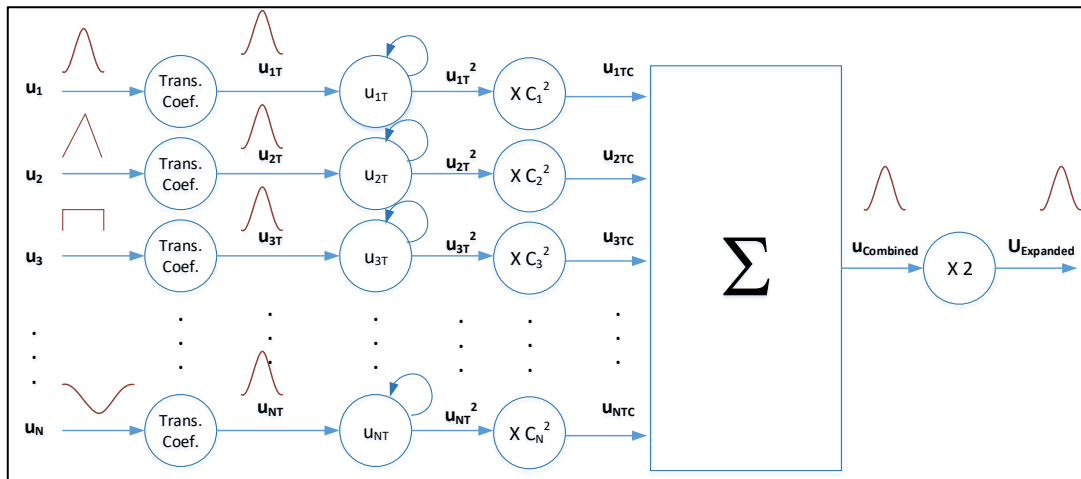 u1 Trans. Coef. u1T u1T u1T² X C1² u1TC
u2 Trans. Coef. u2T u2T u2T² X C2² u2TC
u3 Trans. Coef. u3T u3T u3T² X C3² u3TC
Σ uCombined X 2 UExpanded
uN Trans. Coef. uNT uNT uNT² X CN² uNTC